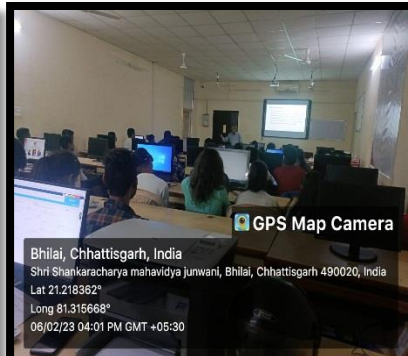 GPS Map Camera
Bhilai, Chhattisgarh, India
Shri Shankaracharya mahavidya junwani, Bhilai, Chhattisgarh 490020, India
Lat 21.218362°
Long 81.315668°
06/02/23 04:01 PM GMT +05:30